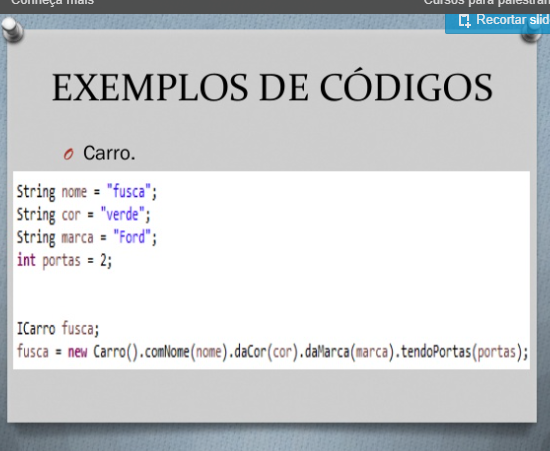 Conheça mais
Cursos para palestran
Recortar slid
EXEMPLOS DE CÓDIGOS
Carro.
String nome = "fusca";
String cor = "verde";
String marca = "Ford";
int portas = 2;
ICarro fusca;
fusca = new Carro().comNome(nome).daCor(cor).daMarca(marca).tendoPortas(portas);